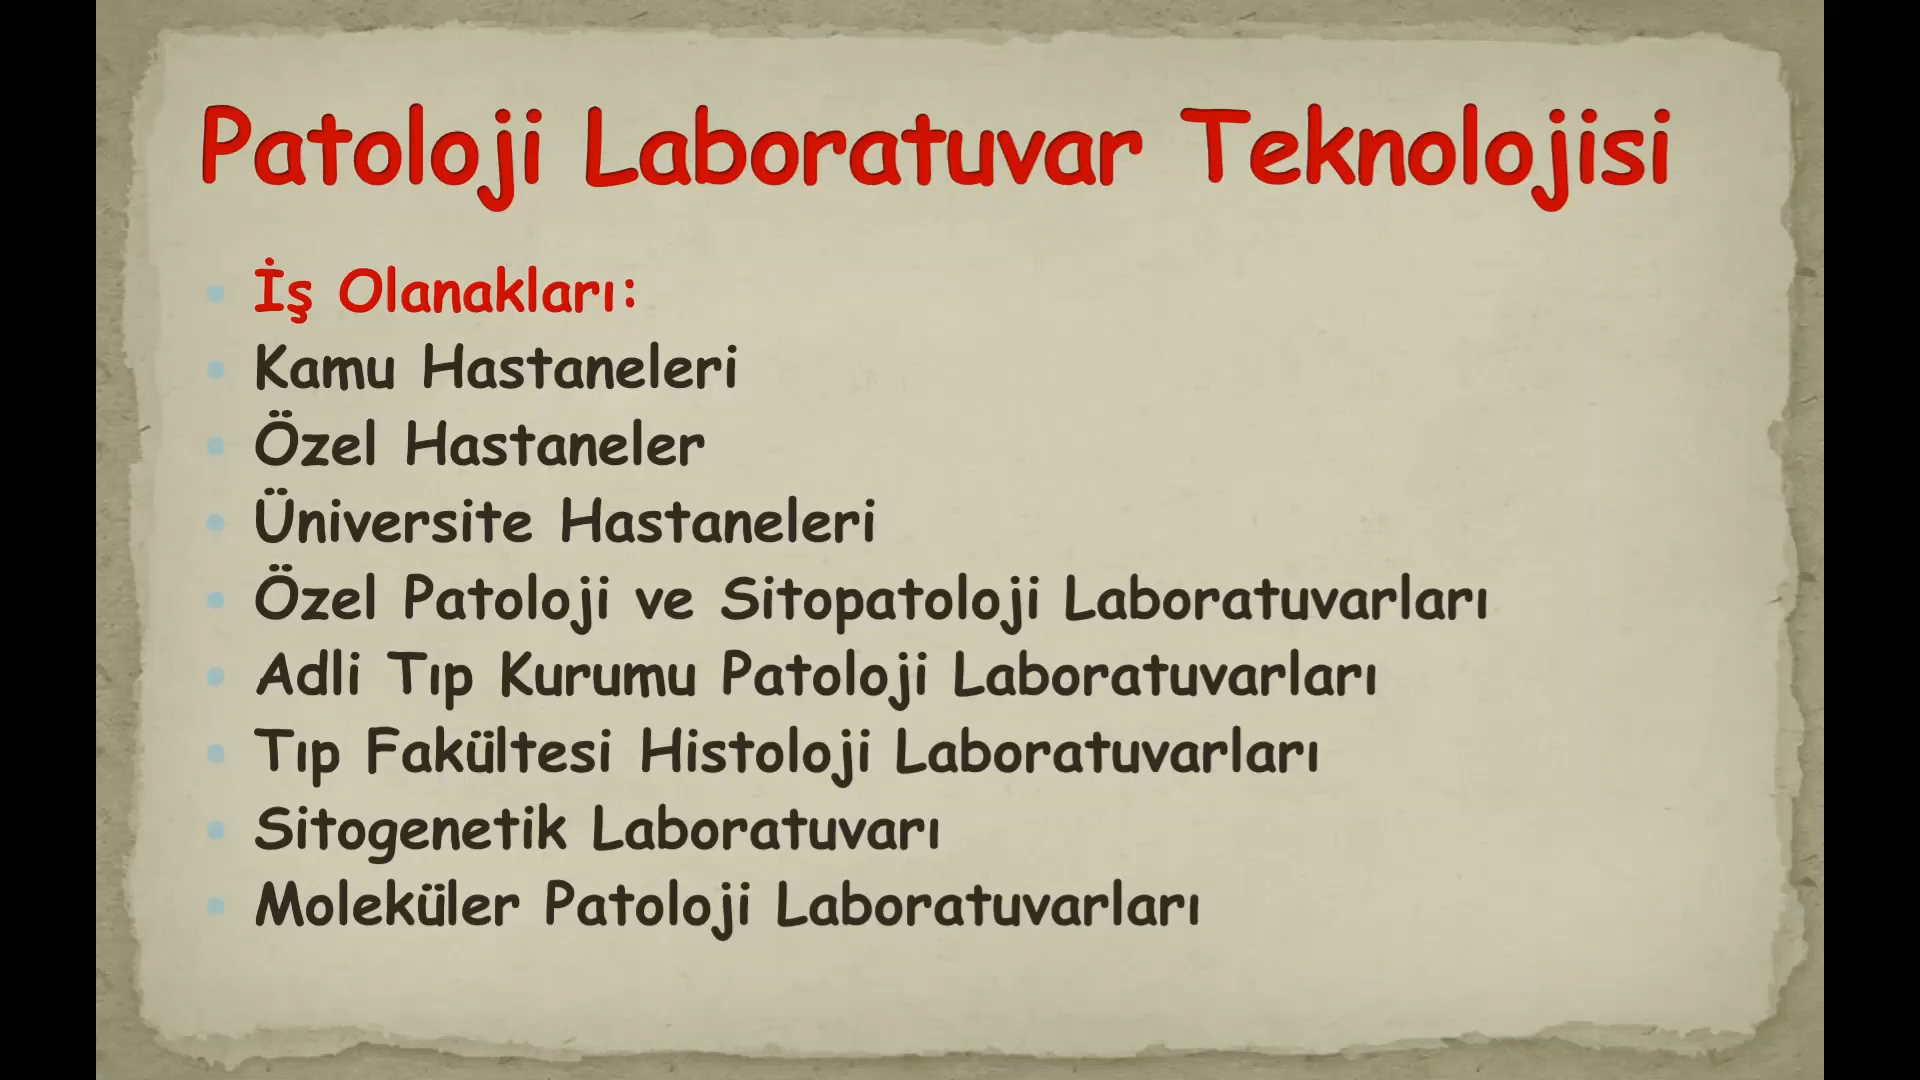 Patoloji Laboratuvar Teknolojisi
İş Olanakları:
Kamu Hastaneleri
Özel Hastaneler
Üniversite Hastaneleri
Özel Patoloji ve Sitopatoloji Laboratuvarları
Adli Tıp Kurumu Patoloji Laboratuvarları
Tıp Fakültesi Histoloji Laboratuvarları
Sitogenetik Laboratuvarı
Moleküler Patoloji Laboratuvarları